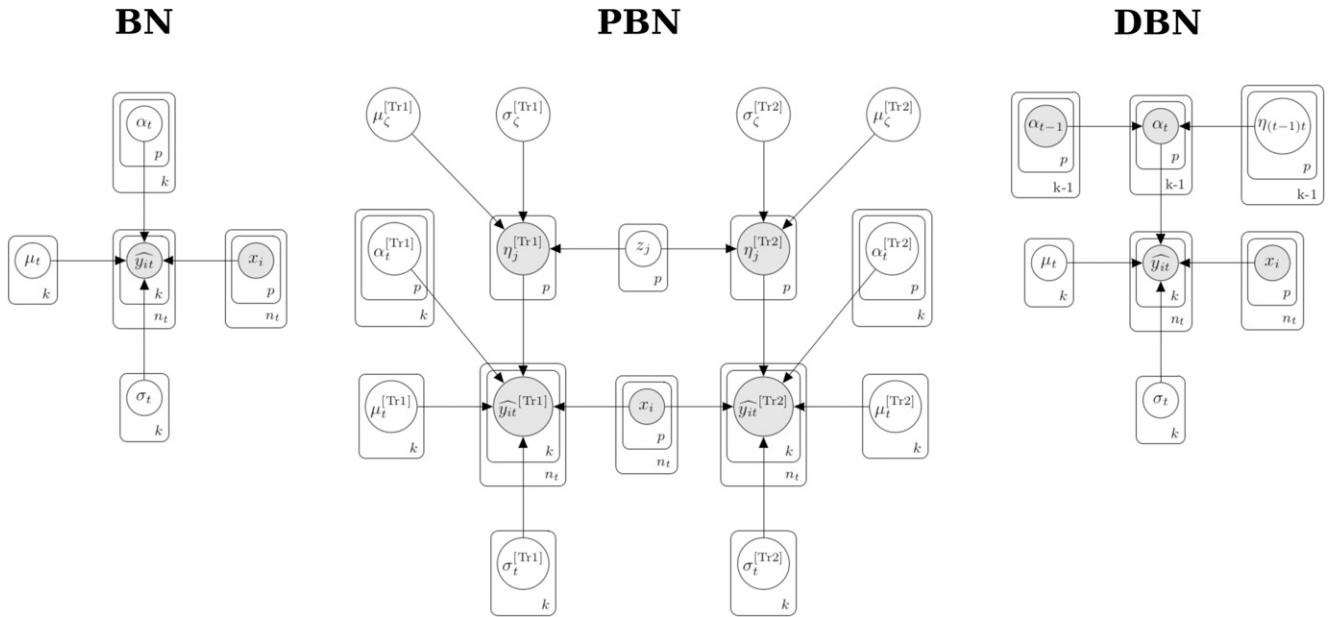 BN
α_t
p
k
μ_t
k
ŷ_it
k
n_t
x_i
p
n_t
σ_t
k
PBN
μ_ζ^[Tr1]
σ_ζ^[Tr1]
σ_ζ^[Tr2]
μ_ζ^[Tr2]
α_t^[Tr1]
p
k
η_j^[Tr1]
p
z_j
p
η_j^[Tr2]
p
α_t^[Tr2]
p
k
μ_t^[Tr1]
k
ŷ_it^[Tr1]
k
n_t
x_i
p
n_t
ŷ_it^[Tr2]
k
n_t
μ_t^[Tr2]
k
σ_t^[Tr1]
k
σ_t^[Tr2]
k
DBN
α_t−1
p
k-1
α_t
p
k-1
η_(t−1)t
p
k-1
μ_t
k
ŷ_it
k
n_t
x_i
p
n_t
σ_t
k